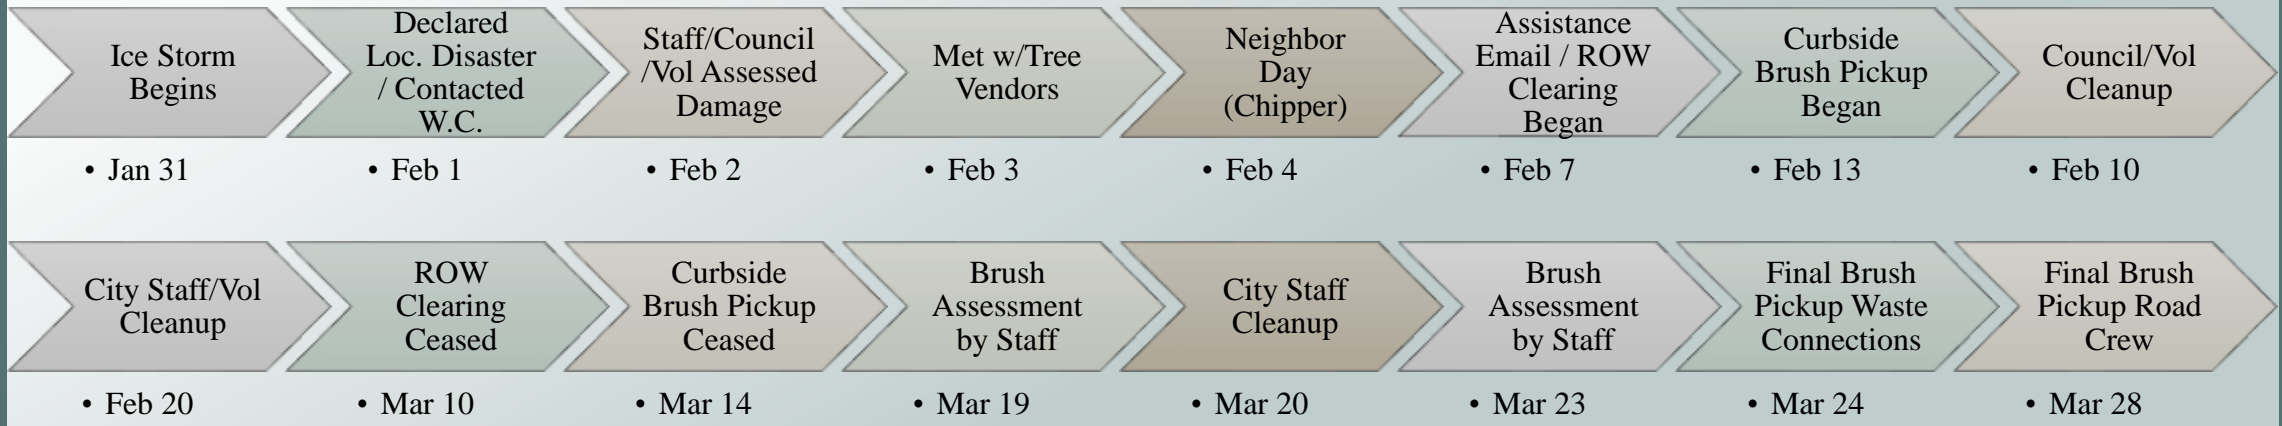 Ice Storm
Begins
Declared
Loc. Disaster
/ Contacted
W.C.
Staff/Council
/Vol Assessed
Damage
Met w/Tree
Vendors
Neighbor
Day
(Chipper)
Assistance
Email / ROW
Clearing
Began
Curbside
Brush Pickup
Began
Council/Vol
Cleanup
• Jan 31
• Feb 1
• Feb 2
• Feb 3
• Feb 4
• Feb 7
• Feb 13
• Feb 10
City Staff/Vol
Cleanup
ROW
Clearing
Ceased
Curbside
Brush Pickup
Ceased
Brush
Assessment
by Staff
City Staff
Cleanup
Brush
Assessment
by Staff
Final Brush
Pickup Waste
Connections
Final Brush
Pickup Road
Crew
• Feb 20
• Mar 10
• Mar 14
• Mar 19
• Mar 20
• Mar 23
• Mar 24
• Mar 28